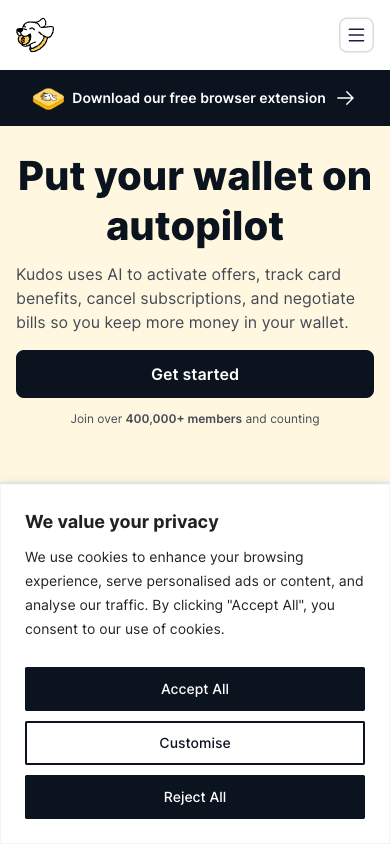 Download our free browser extension
Put your wallet on
autopilot
Kudos uses AI to activate offers, track card
benefits, cancel subscriptions, and negotiate
bills so you keep more money in your wallet.
Get started
Join over 400,000+ members and counting
We value your privacy
We use cookies to enhance your browsing
experience, serve personalised ads or content, and
analyse our traffic. By clicking "Accept All", you
consent to our use of cookies.
Accept All
Customise
Reject All